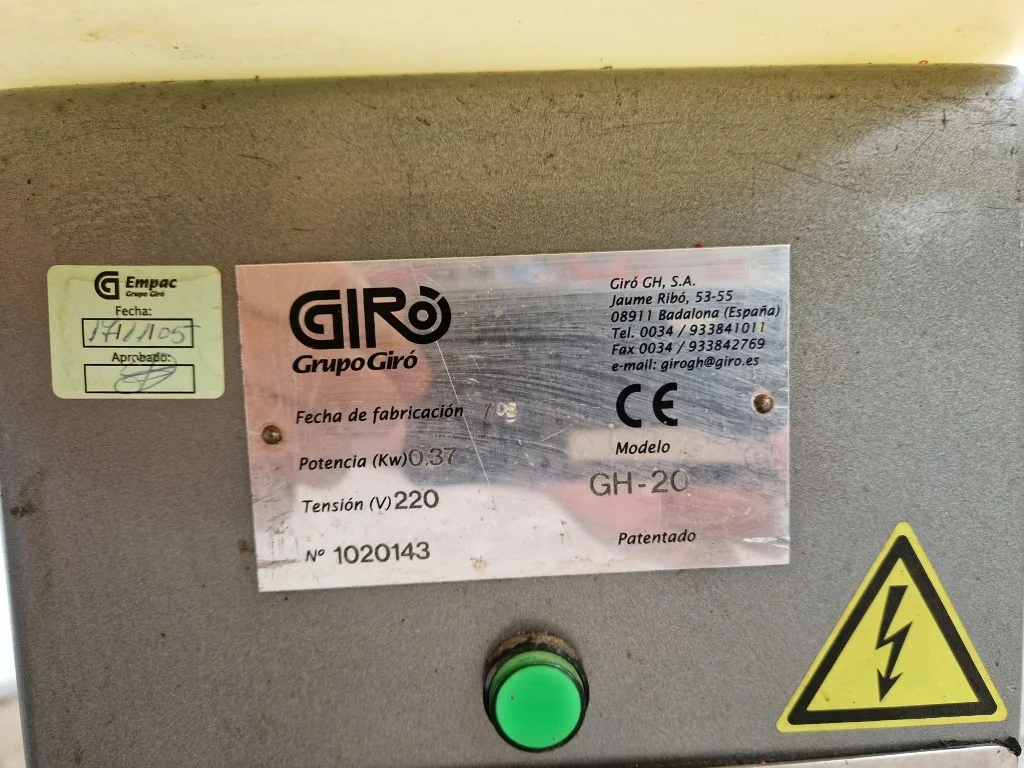 Empac
Grupo Giró
Fecha:
17/11/05
Aprobado:
GIRÓ
Grupo Giró
Giró GH, S.A.
Jaume Ribó, 53-55
08911 Badalona (España)
Tel. 0034 / 933841011
Fax 0034 / 933842769
e-mail: girogh@giro.es
CE
Fecha de fabricación
Potencia (Kw) 0.37
Tensión (V) 220
Nº 1020143
Modelo
GH-20
Patentado